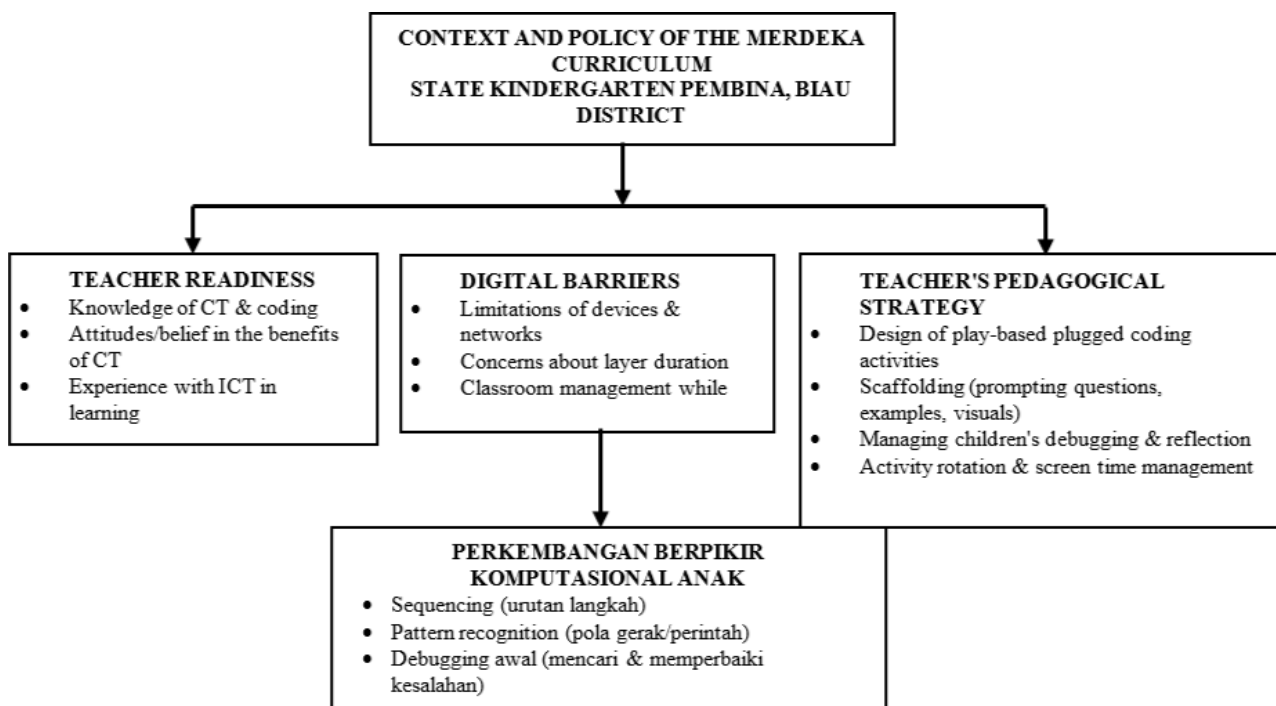 CONTEXT AND POLICY OF THE MERDEKA
CURRICULUM
STATE KINDERGARTEN PEMBINA, BIAU
DISTRICT
TEACHER READINESS
• Knowledge of CT & coding
• Attitudes/belief in the benefits
of CT
• Experience with ICT in
learning
DIGITAL BARRIERS
• Limitations of devices &
networks
• Concerns about layer duration
• Classroom management while
TEACHER'S PEDAGOGICAL
STRATEGY
• Design of play-based plugged coding
activities
• Scaffolding (prompting questions,
examples, visuals)
• Managing children's debugging & reflection
• Activity rotation & screen time management
PERKEMBANGAN BERPIKIR
KOMPUTASIONAL ANAK
• Sequencing (urutan langkah)
• Pattern recognition (pola gerak/perintah)
• Debugging awal (mencari & memperbaiki
kesalahan)